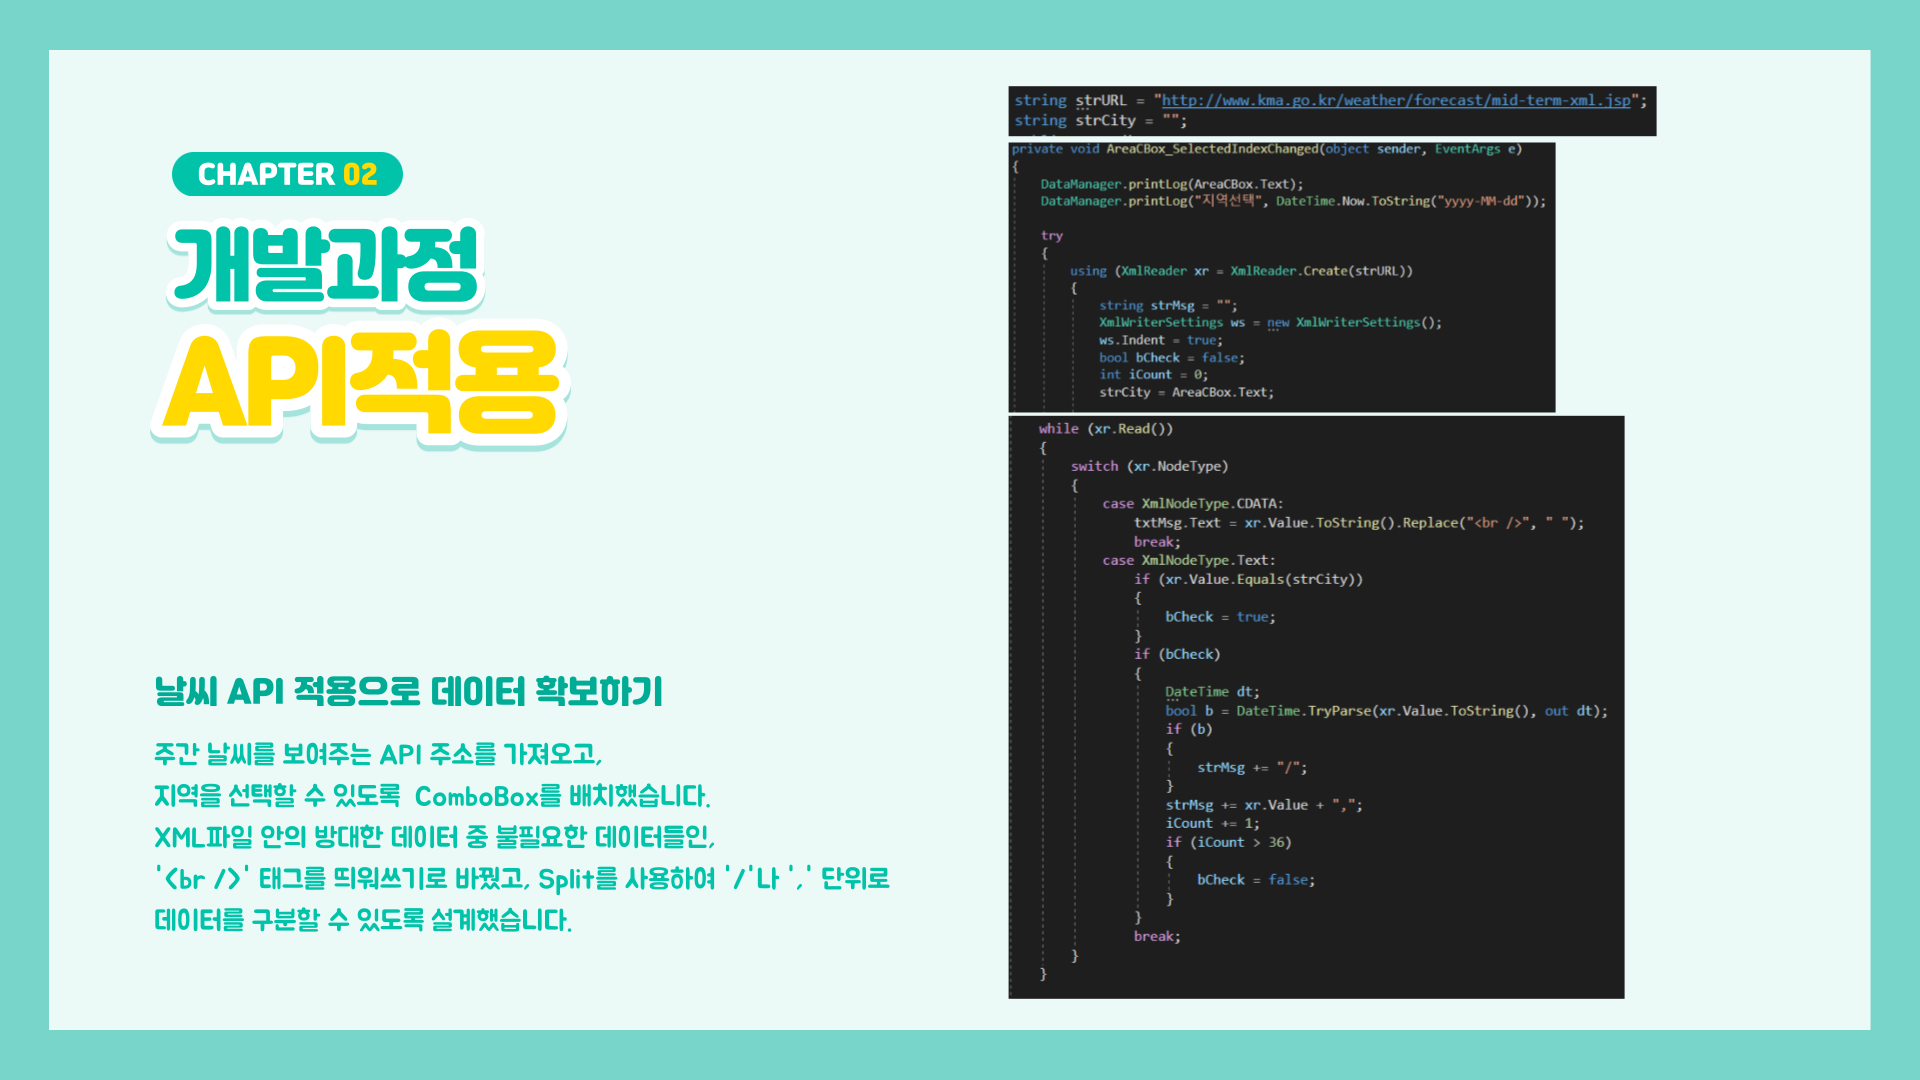 CHAPTER 02
개발과정
API적용
날씨 API 적용으로 데이터 확보하기
주간 날씨를 보여주는 API 주소를 가져오고,
지역을 선택할 수 있도록 ComboBox를 배치했습니다.
XML파일 안의 방대한 데이터 중 불필요한 데이터들인,
'<br />' 태그를 띄워쓰기로 바꿨고, Split를 사용하여 '/'나 ',' 단위로
데이터를 구분할 수 있도록 설계했습니다.
string strURL = "http://www.kma.go.kr/weather/forecast/mid-term-xml.jsp";
string strCity = "";
private void AreaCBox_SelectedIndexChanged(object sender, EventArgs e)
{
DataManager.printLog(AreaCBox.Text);
DataManager.printLog("지역선택", DateTime.Now.ToString("yyyy-MM-dd"));
try
{
using (XmlReader xr = XmlReader.Create(strURL))
{
string strMsg = "";
XmlWriterSettings ws = new XmlWriterSettings();
ws.Indent = true;
bool bCheck = false;
int iCount = 0;
strCity = AreaCBox.Text;
while (xr.Read())
{
switch (xr.NodeType)
{
case XmlNodeType.CDATA:
txtMsg.Text = xr.Value.ToString().Replace("<br />", " ");
break;
case XmlNodeType.Text:
if (xr.Value.Equals(strCity))
{
bCheck = true;
}
if (bCheck)
{
DateTime dt;
bool b = DateTime.TryParse(xr.Value.ToString(), out dt);
if (b)
{
strMsg += "/";
}
strMsg += xr.Value + ",";
iCount += 1;
if (iCount > 36)
{
bCheck = false;
}
}
break;
}
}